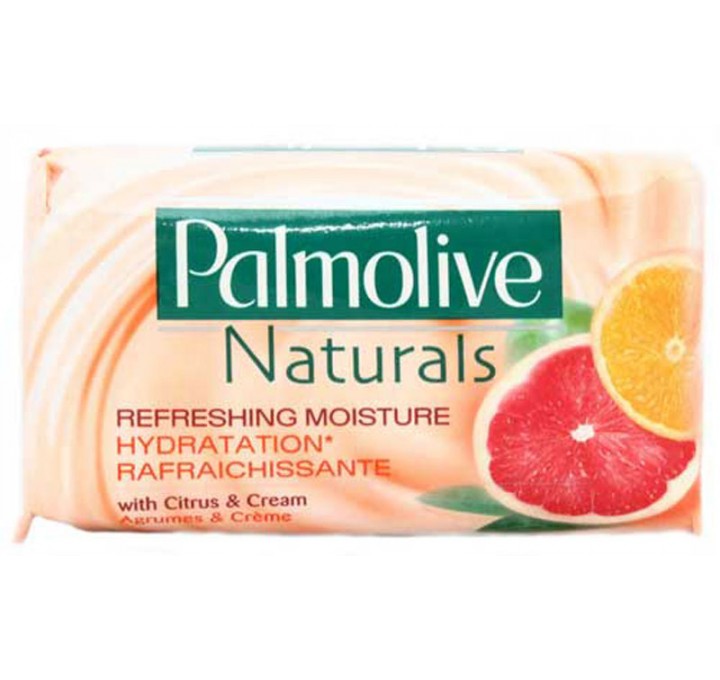 Palmolive
Naturals
REFRESHING MOISTURE
HYDRATATION*
RAFRAICHISSANTE
with Citrus & Cream
Agrumes & Crème